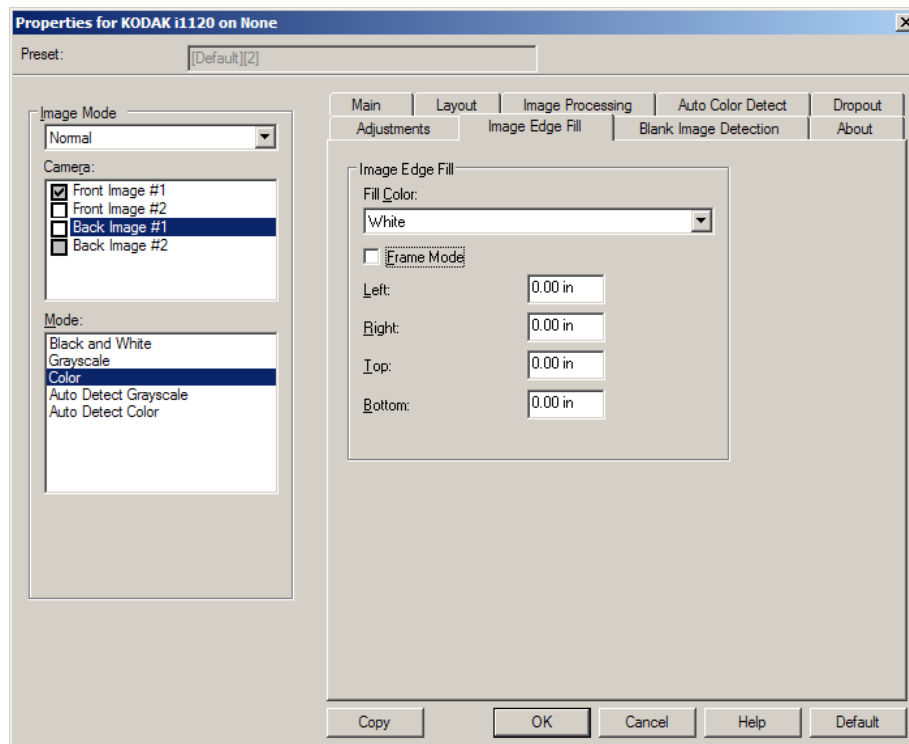 Properties for KODAK i1120 on None
Preset:
[Default][2]
Image Mode
Normal
Camera:
Front Image #1
Front Image #2
Back Image #1
Back Image #2
Mode:
Black and White
Grayscale
Color
Auto Detect Grayscale
Auto Detect Color
Main Layout Image Processing Auto Color Detect Dropout
Adjustments Image Edge Fill Blank Image Detection About
Image Edge Fill
Fill Color:
White
Frame Mode
Left: 0.00 in
Right: 0.00 in
Top: 0.00 in
Bottom: 0.00 in
Copy OK Cancel Help Default